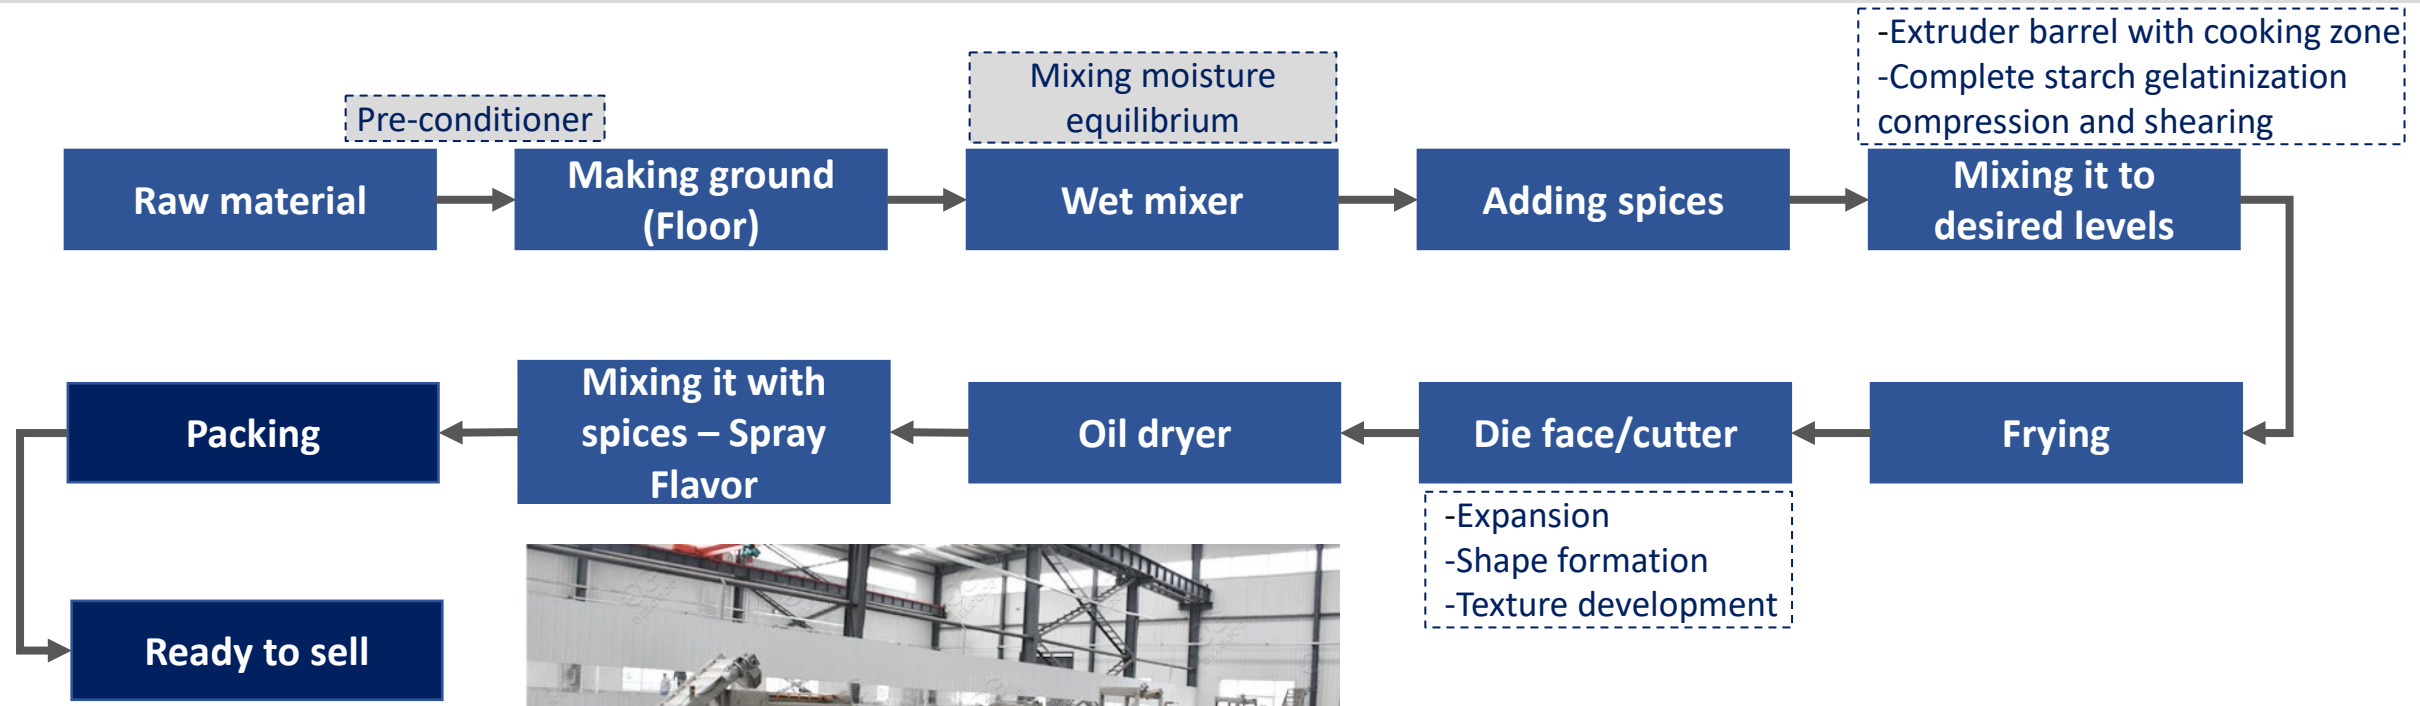 Pre-conditioner
Mixing moisture
equilibrium
-Extruder barrel with cooking zone
-Complete starch gelatinization
compression and shearing
Raw material
Making ground
(Floor)
Wet mixer
Adding spices
Mixing it to
desired levels
Packing
Mixing it with
spices – Spray
Flavor
Oil dryer
Die face/cutter
Frying
-Expansion
-Shape formation
-Texture development
Ready to sell